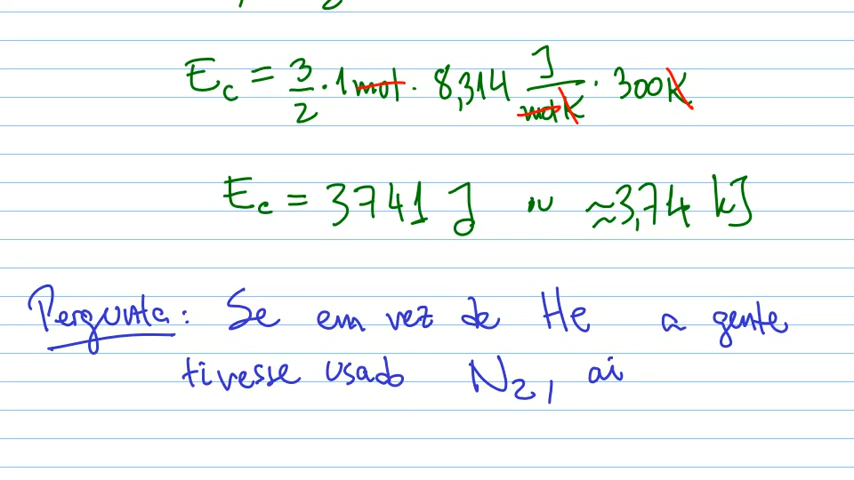 Ec = 3/2 · 1 mol · 8,314 J/mol K · 300 K
Ec = 3741 J ou ≈ 3,74 kJ
Pergunta: Se em vez de He a gente
tivesse usado N2, ai